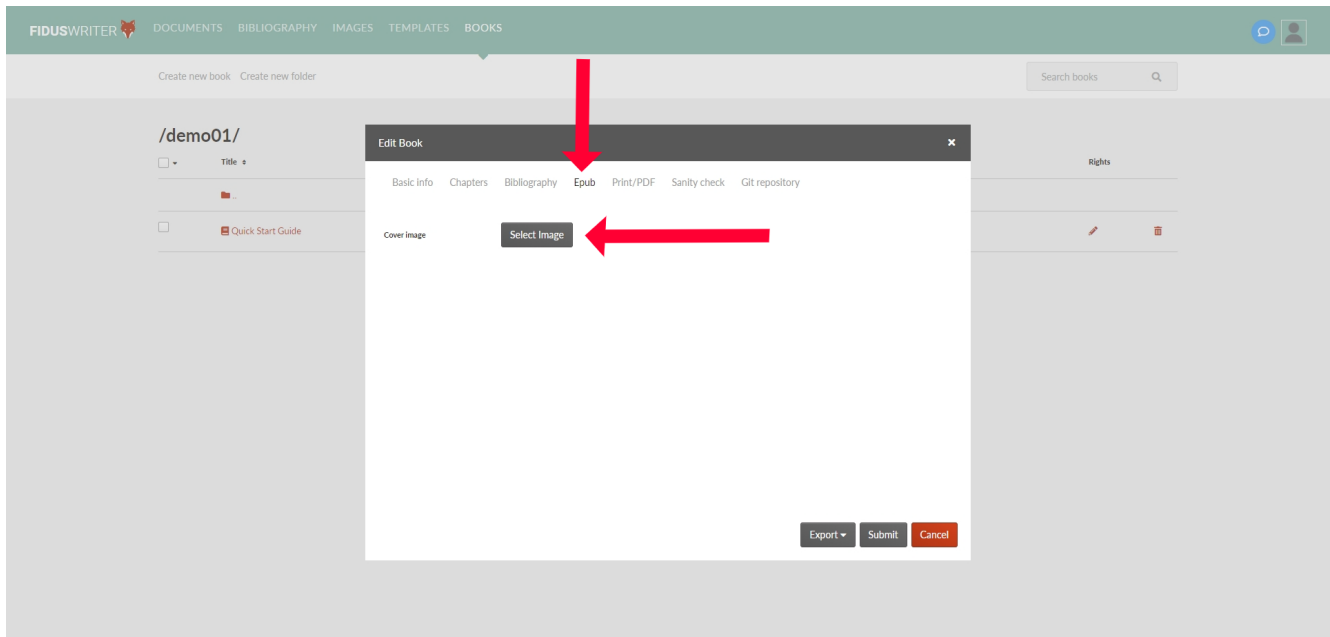 FIDUSWRITER DOCUMENTS BIBLIOGRAPHY IMAGES TEMPLATES BOOKS
Create new book Create new folder Search books
/demo01/
Edit Book
Title Rights
Basic info Chapters Bibliography Epub Print/PDF Sanity check Git repository
..
Quick Start Guide
Cover image Select Image
Export Submit Cancel